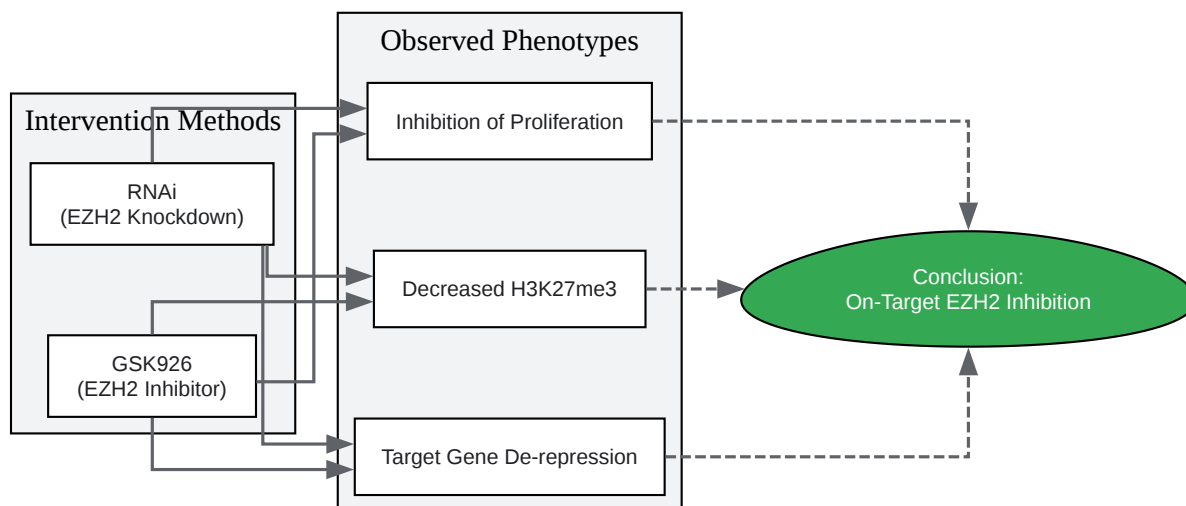 Observed Phenotypes
Intervention Methods
Inhibition of Proliferation
RNAi
(EZH2 Knockdown)
Decreased H3K27me3
Conclusion:
On-Target EZH2 Inhibition
GSK926
(EZH2 Inhibitor)
Target Gene De-repression